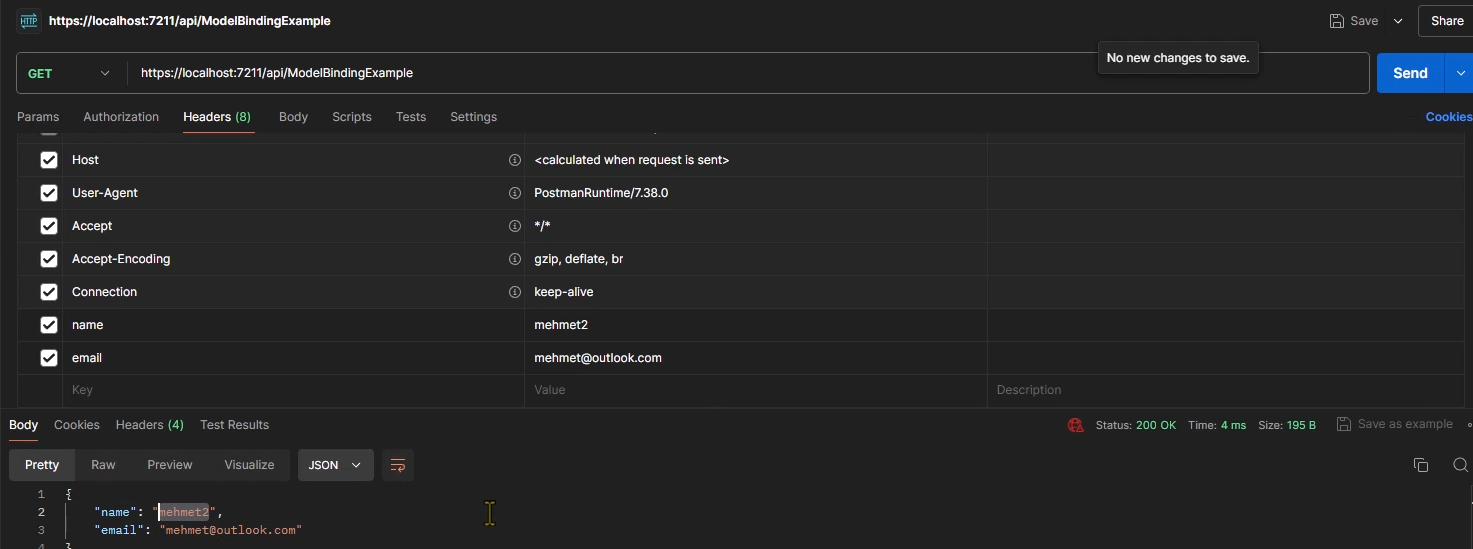 HTTP https://localhost:7211/api/ModelBindingExample Save Share
No new changes to save.
GET https://localhost:7211/api/ModelBindingExample Send
Params Authorization Headers (8) Body Scripts Tests Settings Cookies
Host <calculated when request is sent>
User-Agent PostmanRuntime/7.38.0
Accept */*
Accept-Encoding gzip, deflate, br
Connection keep-alive
name mehmet2
email mehmet@outlook.com
Key Value Description
Body Cookies Headers (4) Test Results Status: 200 OK Time: 4 ms Size: 195 B Save as example
Pretty Raw Preview Visualize JSON
1 {
2 "name": "mehmet2",
3 "email": "mehmet@outlook.com"
4 }